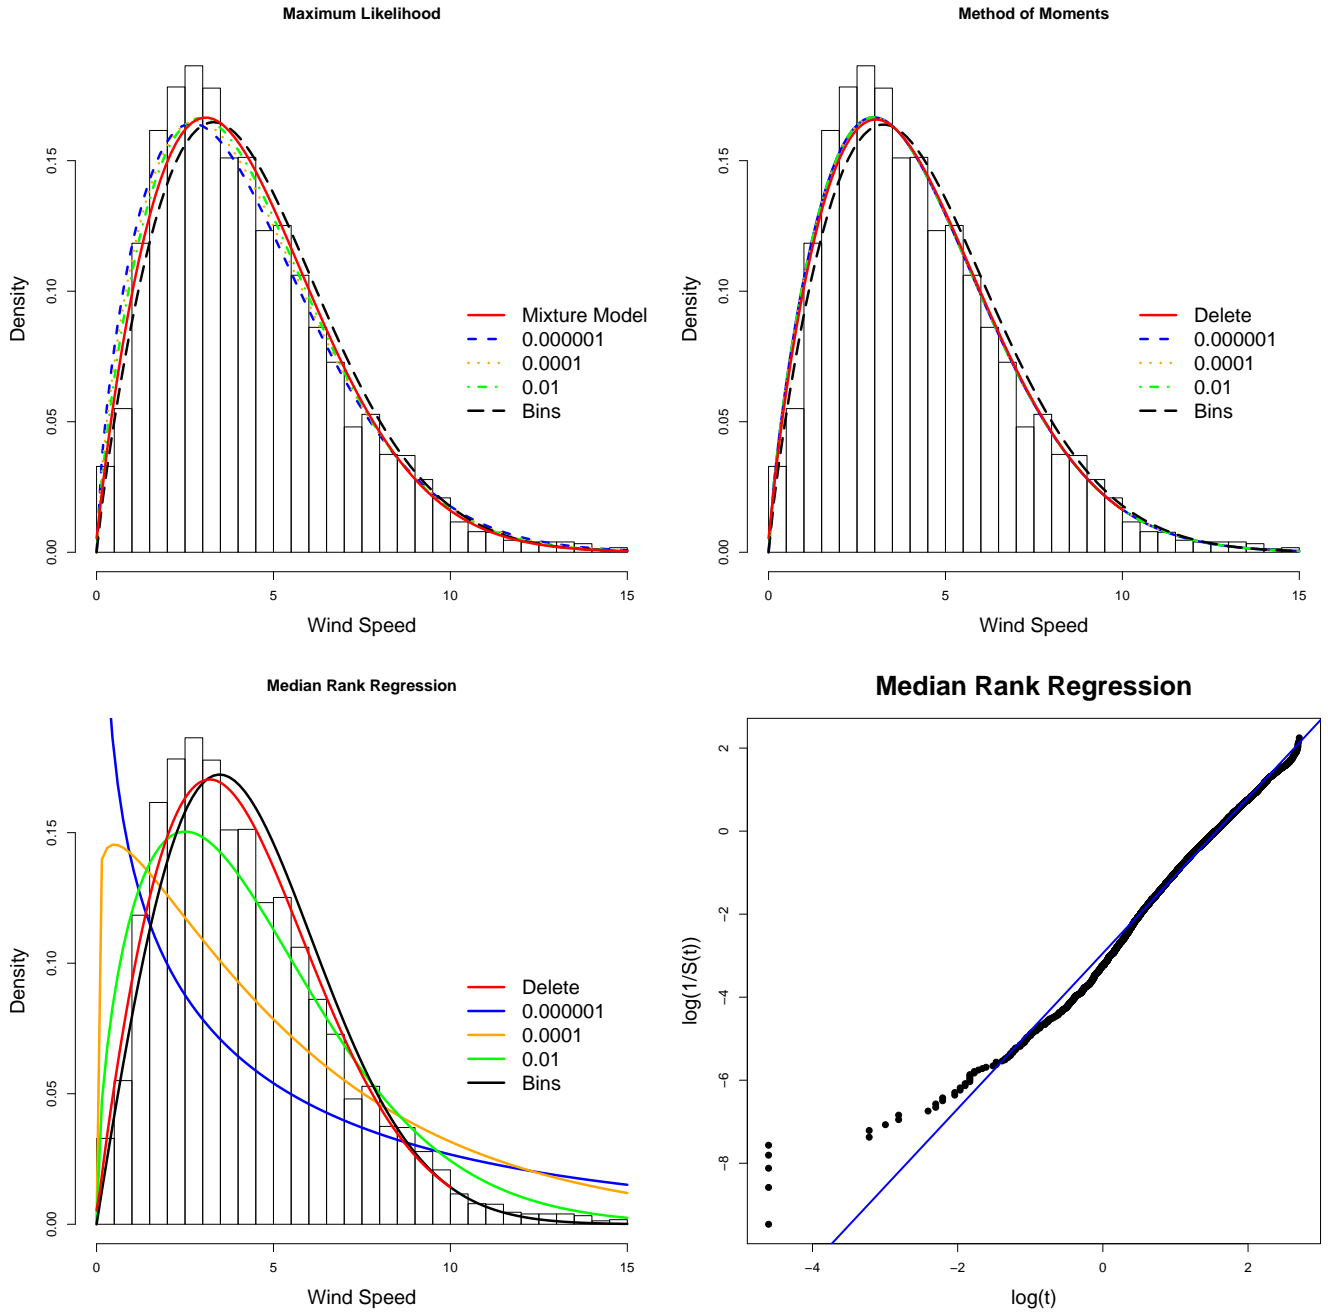 Maximum Likelihood
Density
0.00
0.05
0.10
0.15
Mixture Model
0.000001
0.0001
0.01
Bins
0
5
10
15
Wind Speed
Method of Moments
Density
0.00
0.05
0.10
0.15
Delete
0.000001
0.0001
0.01
Bins
0
5
10
15
Wind Speed
Median Rank Regression
Density
0.00
0.05
0.10
0.15
Delete
0.000001
0.0001
0.01
Bins
0
5
10
15
Wind Speed
Median Rank Regression
log(1/S(t))
2
0
−2
−4
−6
−8
−4
−2
0
2
log(t)